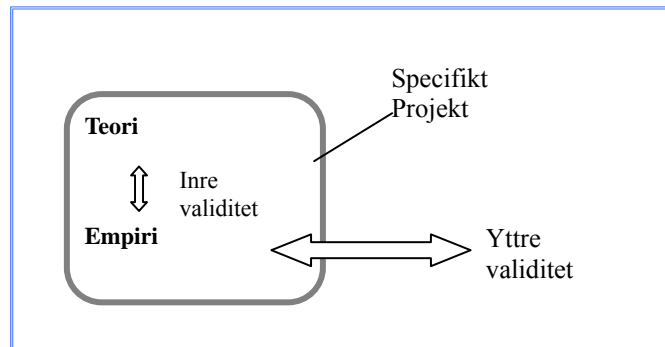 Specifikt
Projekt
Teori
Inre
validitet
Empiri
Yttre
validitet